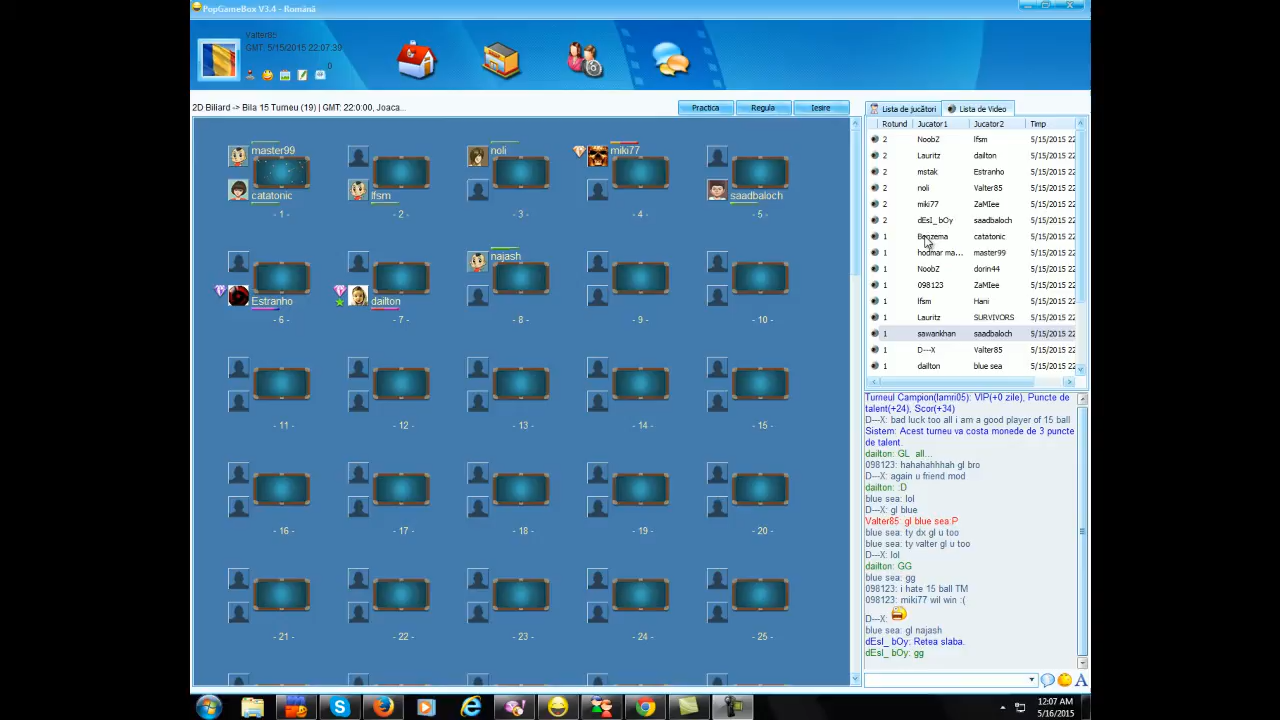 PopGameBox V3.4 - Română
Valter85
GMT: 5/15/2015 22:07:39
0
2D Biliard -> Bila 15 Turneu (19) | GMT: 22:0:00, Joaca...
Practica
Regula
Iesire
master99
catatonic
- 1 -
lfsm
- 2 -
noli
- 3 -
miki77
- 4 -
saadbaloch
- 5 -
Estranho
- 6 -
dailton
- 7 -
najash
- 8 -
- 9 -
- 10 -
- 11 -
- 12 -
- 13 -
- 14 -
- 15 -
- 16 -
- 17 -
- 18 -
- 19 -
- 20 -
- 21 -
- 22 -
- 23 -
- 24 -
- 25 -
Lista de jucători
Lista de Video
Rotund Jucator1 Jucator2 Timp
2 NoobZ lfsm 5/15/2015 22
2 Lauritz dailton 5/15/2015 22
2 mstak Estranho 5/15/2015 22
2 noli Valter85 5/15/2015 22
2 miki77 ZaMIee 5/15/2015 22
2 dEsI_ bOy saadbaloch 5/15/2015 22
1 Benzema catatonic 5/15/2015 22
1 hodmar ma... master99 5/15/2015 22
1 NoobZ dorin44 5/15/2015 22
1 098123 ZaMIee 5/15/2015 22
1 lfsm Hani 5/15/2015 22
1 Lauritz SURVIVORS 5/15/2015 22
1 sawankhan saadbaloch 5/15/2015 22
1 D---X Valter85 5/15/2015 22
1 dailton blue sea 5/15/2015 22
Turneul Campion(lamri05): VIP(+0 zile), Puncte de
talent(+24), Scor(+34)
D---X: bad luck too all i am a good player of 15 ball
Sistem: Acest turneu va costa monede de 3 puncte
de talent.
dailton: GL all...
098123: hahahahhhah gl bro
D---X: again u friend mod
dailton: :D
blue sea: lol
D---X: gl blue
Valter85: gl blue sea:P
blue sea: ty dx gl u too
blue sea: ty valter gl u too
D---X: lol
dailton: GG
blue sea: gg
098123: i hate 15 ball TM
098123: miki77 wil win :(
D---X:
blue sea: gl najash
dEsI_ bOy: Retea slaba.
dEsI_ bOy: gg
A
12:07 AM
5/16/2015